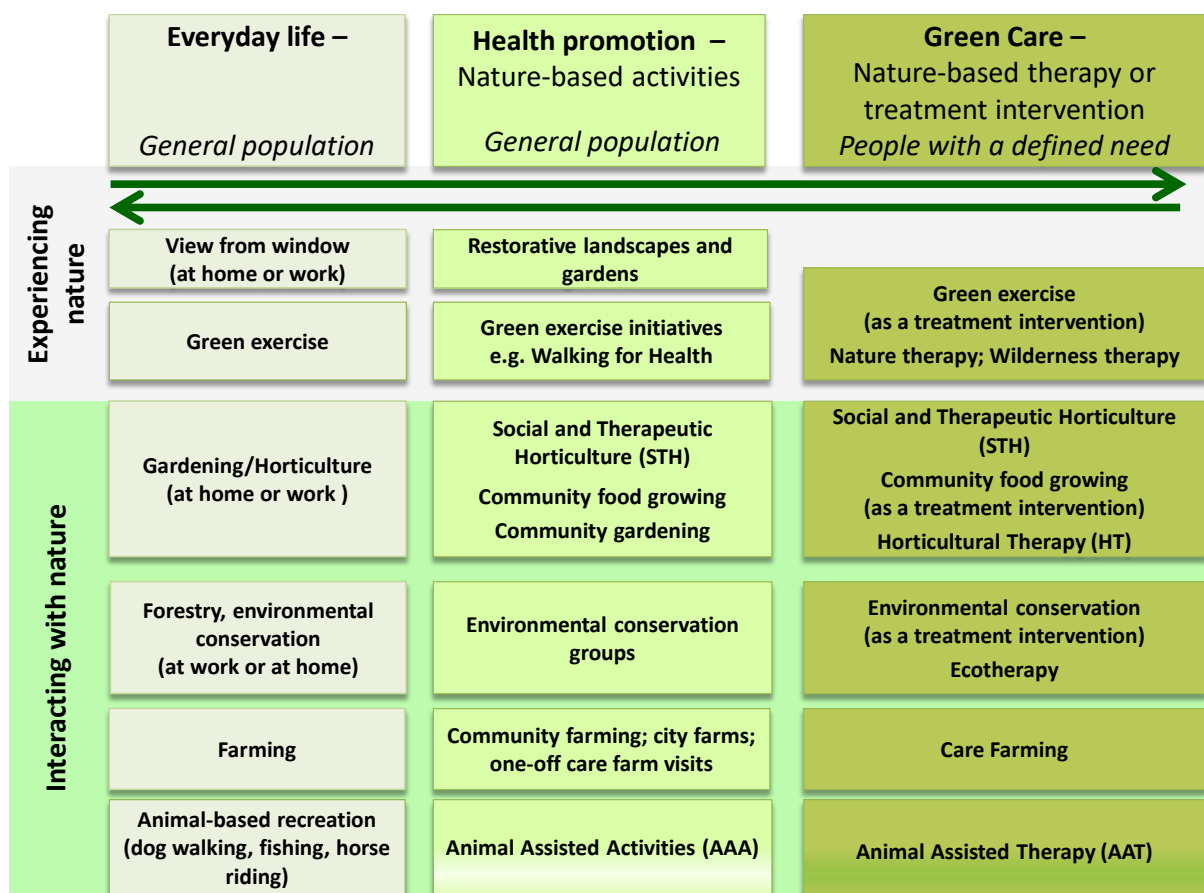 Everyday life –
General population
Health promotion –
Nature-based activities
General population
Green Care –
Nature-based therapy or
treatment intervention
People with a defined need
Experiencing
nature
View from window
(at home or work)
Restorative landscapes and
gardens
Green exercise
Green exercise initiatives
e.g. Walking for Health
Green exercise
(as a treatment intervention)
Nature therapy; Wilderness therapy
Interacting with nature
Gardening/Horticulture
(at home or work )
Social and Therapeutic
Horticulture (STH)
Community food growing
Community gardening
Social and Therapeutic Horticulture
(STH)
Community food growing
(as a treatment intervention)
Horticultural Therapy (HT)
Forestry, environmental
conservation
(at work or at home)
Environmental conservation
groups
Environmental conservation
(as a treatment intervention)
Ecotherapy
Farming
Community farming; city farms;
one-off care farm visits
Care Farming
Animal-based recreation
(dog walking, fishing, horse
riding)
Animal Assisted Activities (AAA)
Animal Assisted Therapy (AAT)